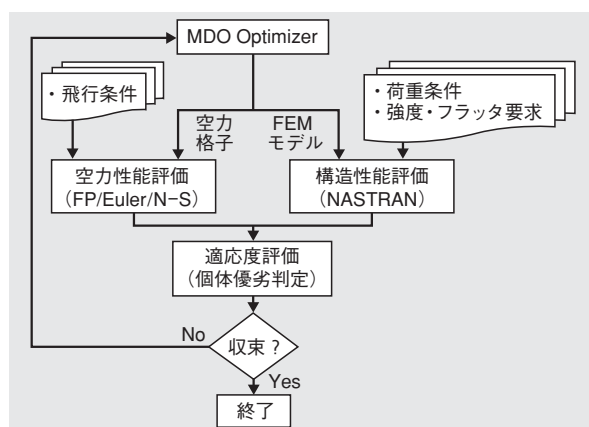 MDO Optimizer
・飛行条件
・荷重条件
・強度・フラッタ要求
空力
格子
FEM
モデル
空力性能評価
(FP/Euler/N-S)
構造性能評価
(NASTRAN)
適応度評価
(個体優劣判定)
No
収束?
Yes
終了